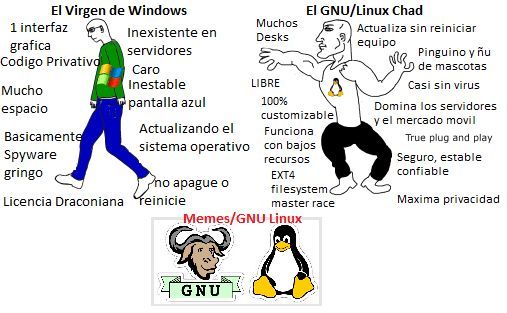 El Virgen de Windows
1 interfaz
grafica
Codigo Privativo
Mucho
espacio
Basicamente
Spyware
gringo
Licencia Draconiana
Inexistente en
servidores
Caro
Inestable
pantalla azul
Actualizando el
sistema operativo
no apague o
reinicie
El GNU/Linux Chad
Muchos
Desks
LIBRE
100%
customizable
Funciona
con bajos
recursos
EXT4
filesystem
master race
Actualiza sin reiniciar
equipo
Pinguino y ñu
de mascotas
Casi sin virus
Domina los servidores
y el mercado movil
True plug and play
Seguro, estable
confiable
Maxima privacidad
Memes/GNU Linux
GNU